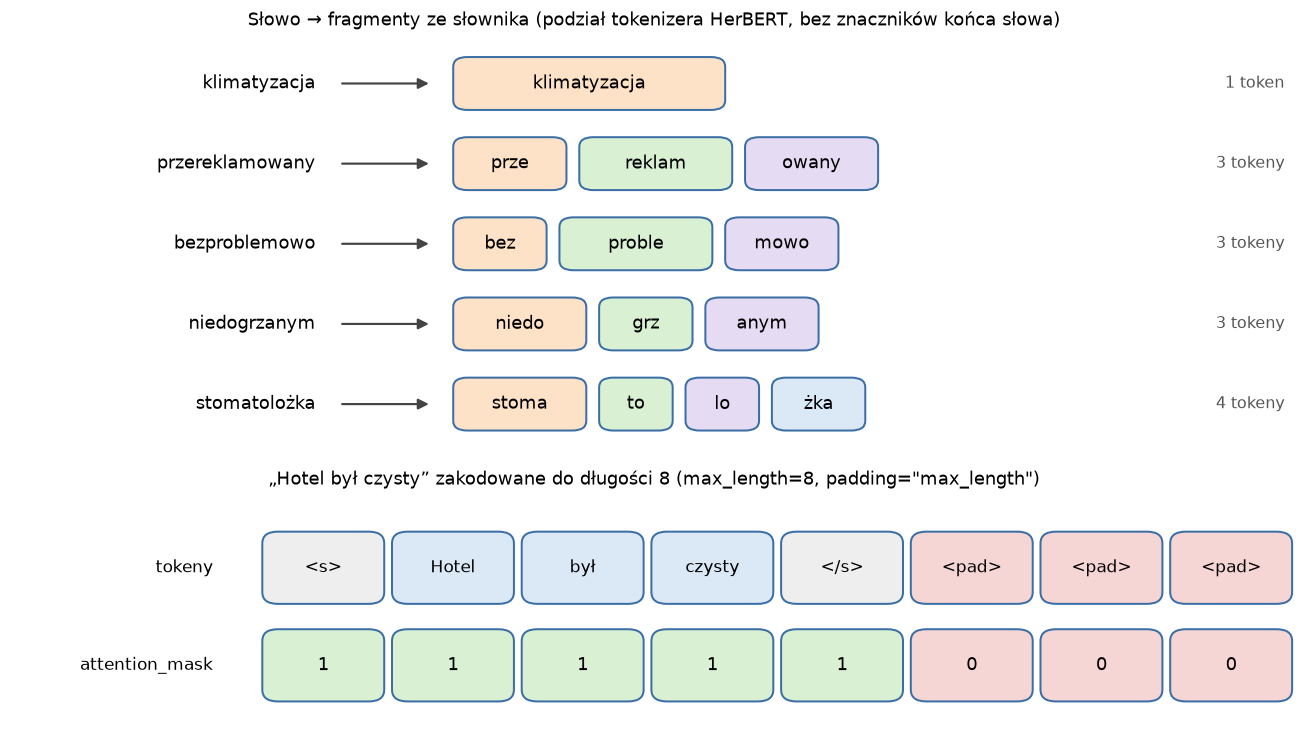 Słowo → fragmenty ze słownika (podział tokenizera HerBERT, bez znaczników końca słowa)
klimatyzacja klimatyzacja 1 token
przereklamowany prze reklam owany 3 tokeny
bezproblemowo bez proble mowo 3 tokeny
niedogrzanym niedo grz anym 3 tokeny
stomatolożka stoma to lo żka 4 tokeny
„Hotel był czysty” zakodowane do długości 8 (max_length=8, padding="max_length")
tokeny <s> Hotel był czysty </s> <pad> <pad> <pad>
attention_mask 1 1 1 1 1 0 0 0